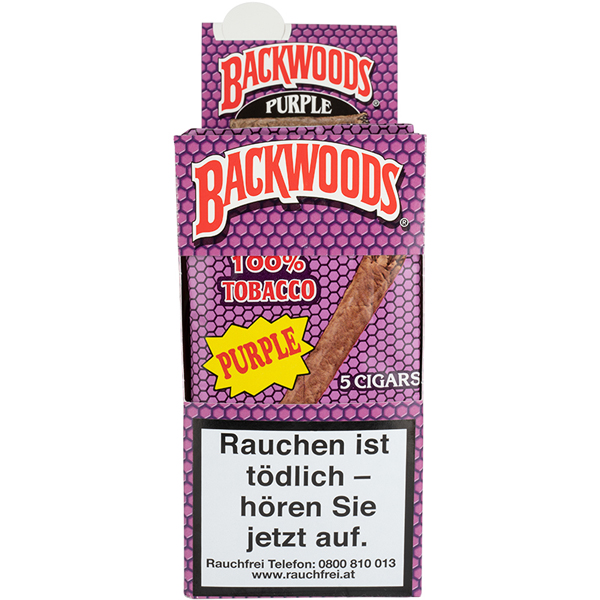 BACKWOODS®
PURPLE
BACKWOODS®
100%
TOBACCO
PURPLE
5 CIGARS
Rauchen ist
tödlich –
hören Sie
jetzt auf.
Rauchfrei Telefon: 0800 810 013
www.rauchfrei.at